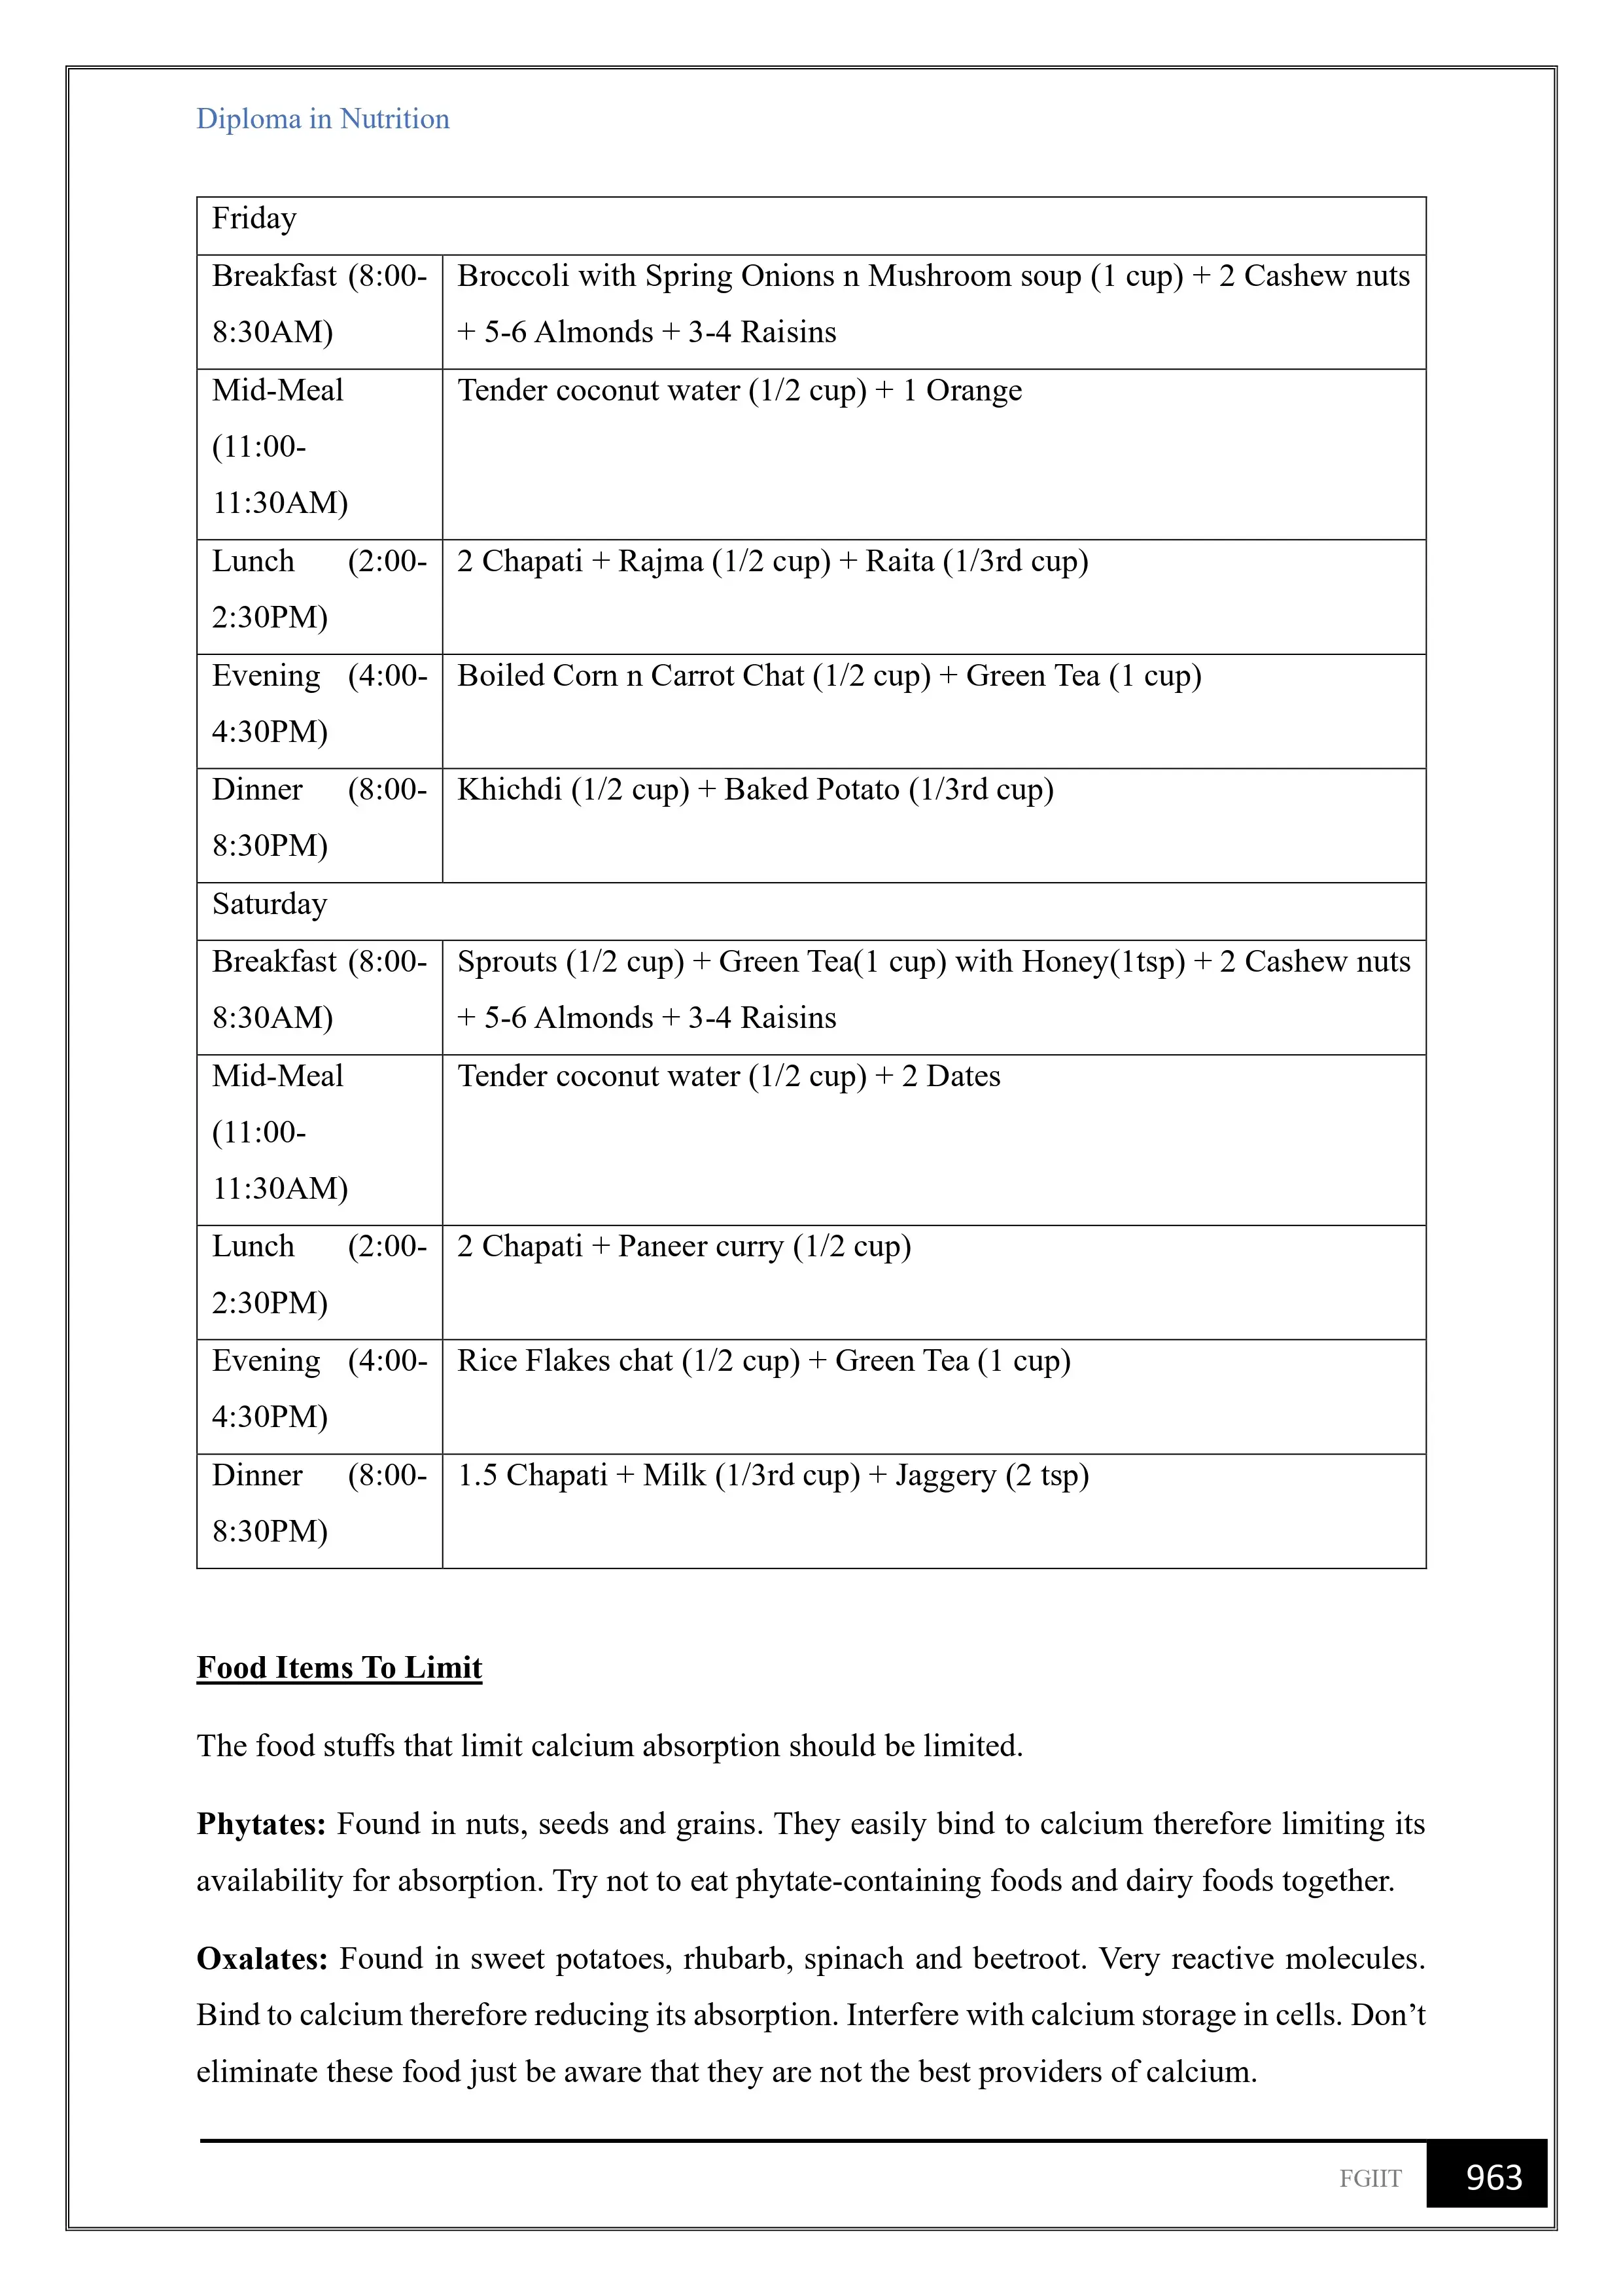 Diploma in Nutrition
Friday
Breakfast (8:00-
8:30AM)
Broccoli with Spring Onions n Mushroom soup (1 cup) + 2 Cashew nuts
+ 5-6 Almonds + 3-4 Raisins
Mid-Meal
(11:00-
11:30AM)
Tender coconut water (1/2 cup) + 1 Orange
Lunch (2:00-
2:30PM)
2 Chapati + Rajma (1/2 cup) + Raita (1/3rd cup)
Evening (4:00-
4:30PM)
Boiled Corn n Carrot Chat (1/2 cup) + Green Tea (1 cup)
Dinner (8:00-
8:30PM)
Khichdi (1/2 cup) + Baked Potato (1/3rd cup)
Saturday
Breakfast (8:00-
8:30AM)
Sprouts (1/2 cup) + Green Tea(1 cup) with Honey(1tsp) + 2 Cashew nuts
+ 5-6 Almonds + 3-4 Raisins
Mid-Meal
(11:00-
11:30AM)
Tender coconut water (1/2 cup) + 2 Dates
Lunch (2:00-
2:30PM)
2 Chapati + Paneer curry (1/2 cup)
Evening (4:00-
4:30PM)
Rice Flakes chat (1/2 cup) + Green Tea (1 cup)
Dinner (8:00-
8:30PM)
1.5 Chapati + Milk (1/3rd cup) + Jaggery (2 tsp)
Food Items To Limit
The food stuffs that limit calcium absorption should be limited.
Phytates: Found in nuts, seeds and grains. They easily bind to calcium therefore limiting its
availability for absorption. Try not to eat phytate-containing foods and dairy foods together.
Oxalates: Found in sweet potatoes, rhubarb, spinach and beetroot. Very reactive molecules.
Bind to calcium therefore reducing its absorption. Interfere with calcium storage in cells. Don’t
eliminate these food just be aware that they are not the best providers of calcium.
FGIIT 963